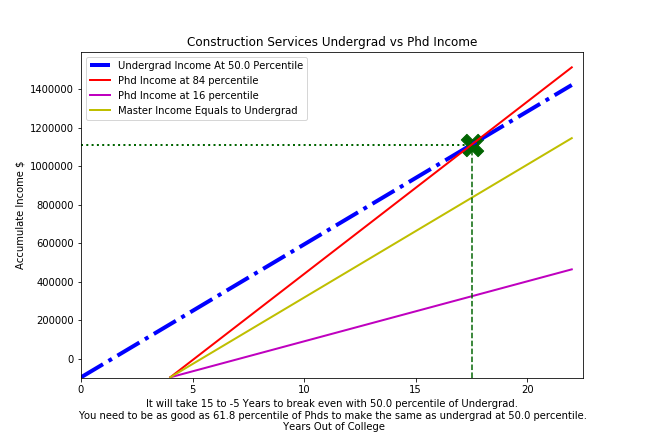 Construction Services Undergrad vs Phd Income
Undergrad Income At 50.0 Percentile
Phd Income at 84 percentile
Phd Income at 16 percentile
Master Income Equals to Undergrad
Accumulate Income $
1400000
1200000
1000000
800000
600000
400000
200000
0
0 5 10 15 20
It will take 15 to -5 Years to break even with 50.0 percentile of Undergrad.
You need to be as good as 61.8 percentile of Phds to make the same as undergrad at 50.0 percentile.
Years Out of College